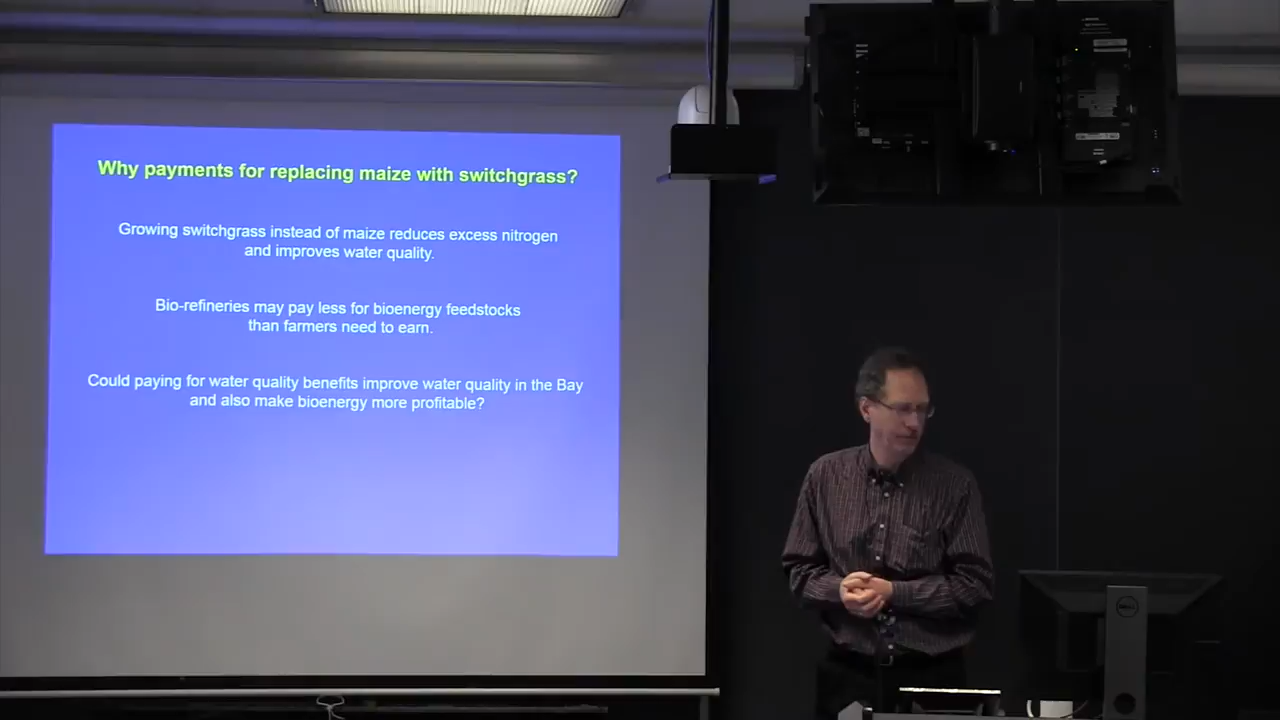 Why payments for replacing maize with switchgrass?
Growing switchgrass instead of maize reduces excess nitrogen
and improves water quality.
Bio-refineries may pay less for bioenergy feedstocks
than farmers need to earn.
Could paying for water quality benefits improve water quality in the Bay
and also make bioenergy more profitable?
DELL